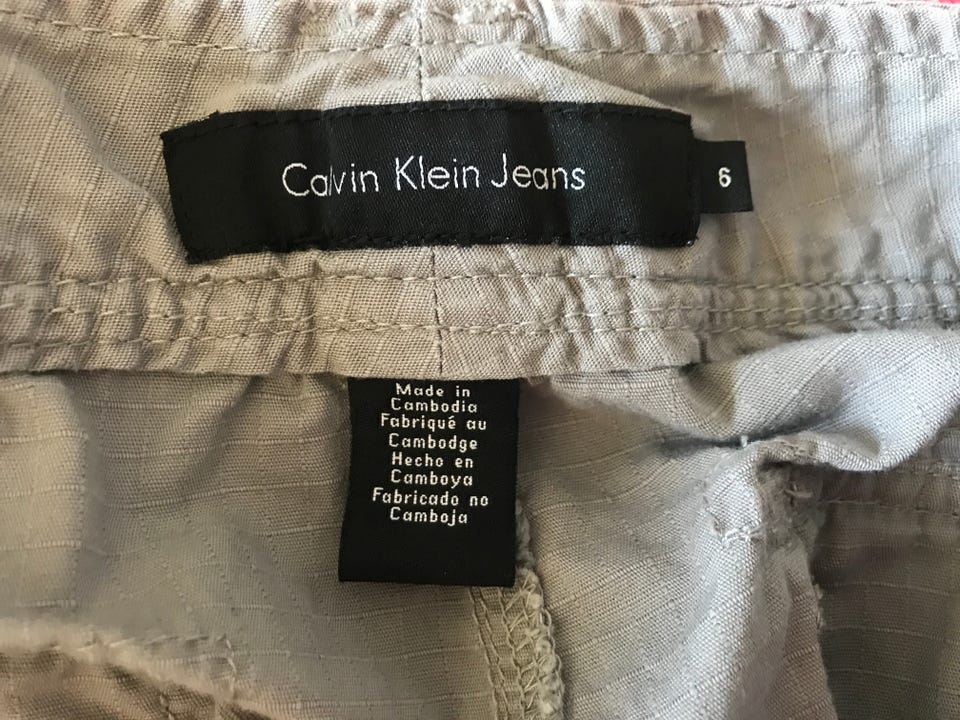 Calvin Klein Jeans
6
Made in
Cambodia
Fabriqué au
Cambodge
Hecho en
Camboya
Fabricado no
Camboja